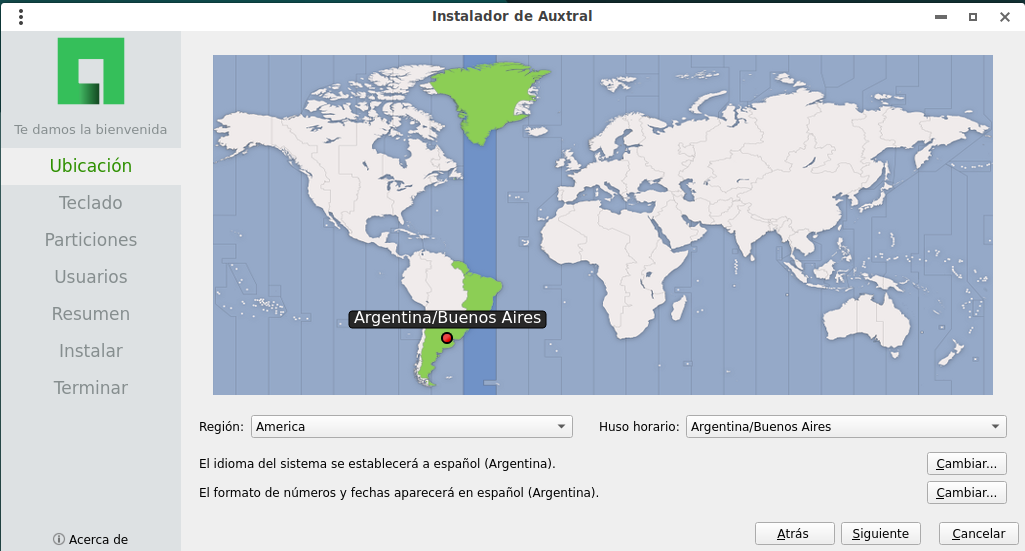 Instalador de Auxtral
Te damos la bienvenida
Ubicación
Teclado
Particiones
Usuarios
Resumen
Instalar
Terminar
Acerca de
Argentina/Buenos Aires
Región: America
Huso horario: Argentina/Buenos Aires
El idioma del sistema se establecerá a español (Argentina). Cambiar...
El formato de números y fechas aparecerá en español (Argentina). Cambiar...
Atrás Siguiente Cancelar